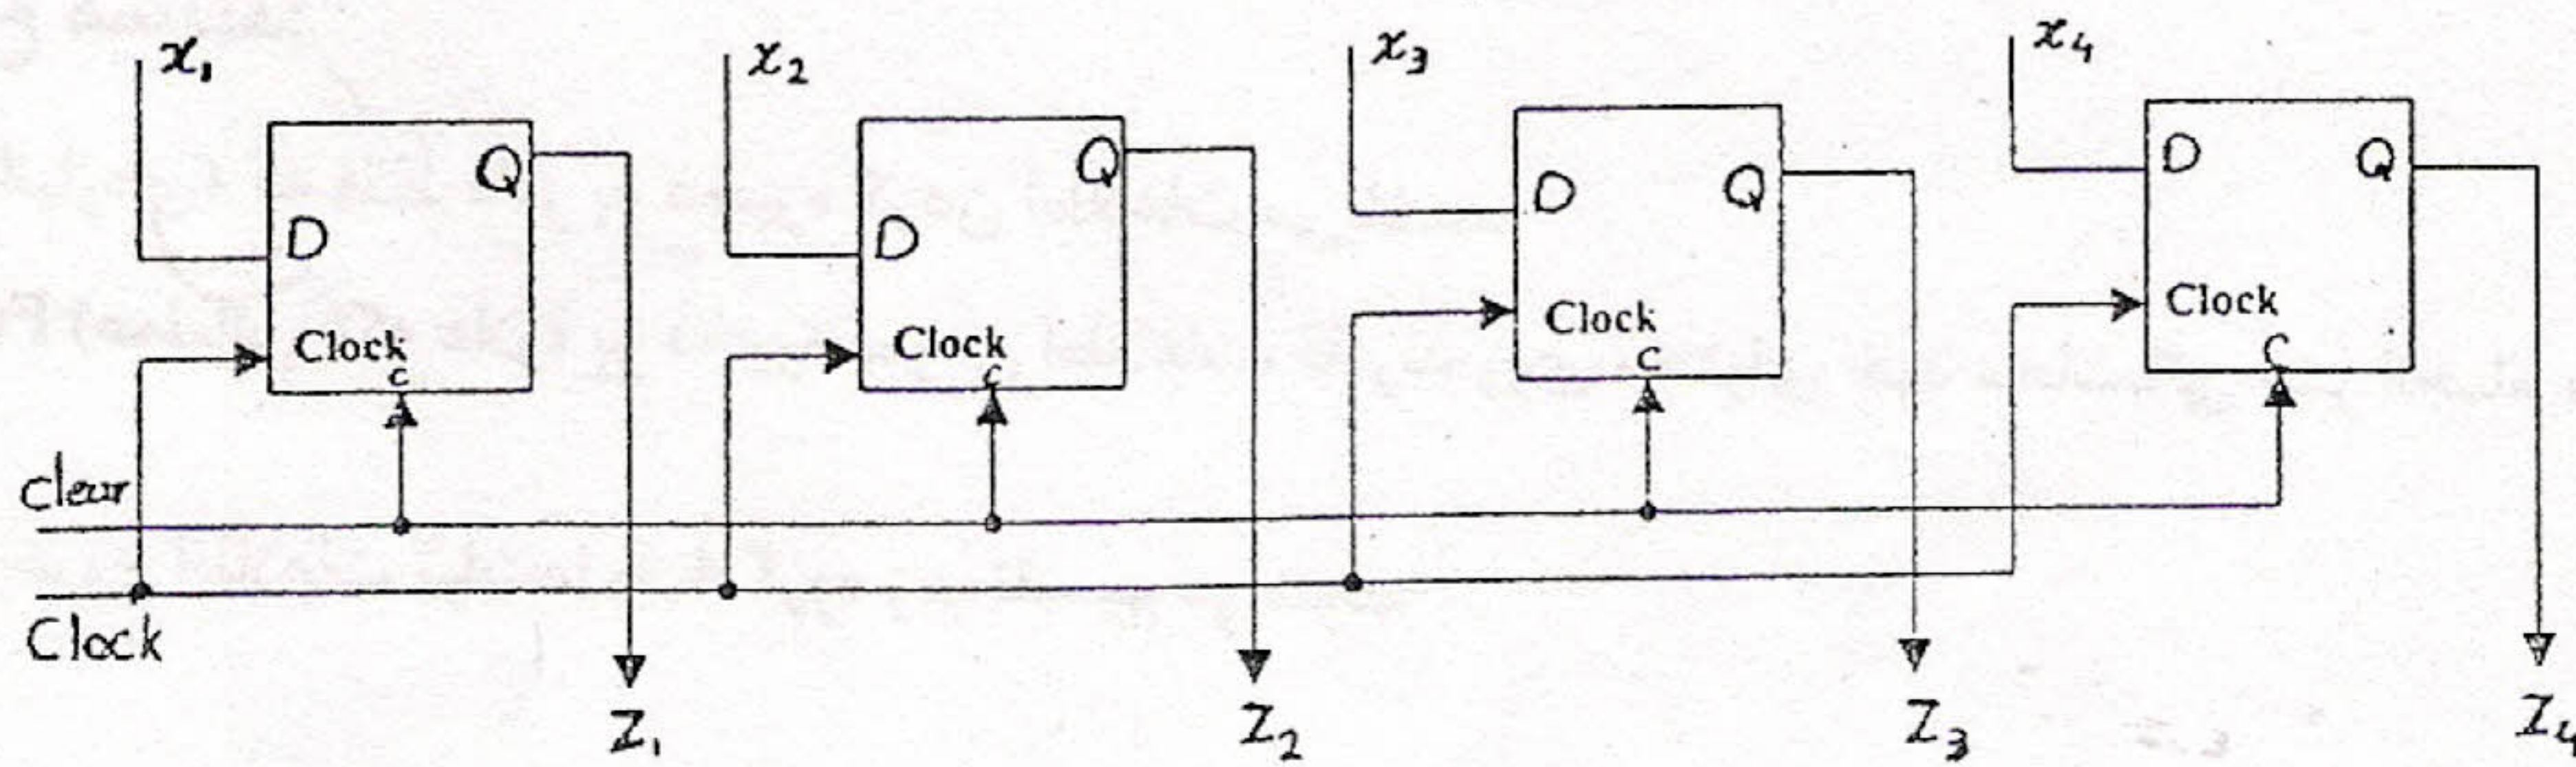 x₁ x₂ x₃ x₄
Q Q Q D Q
D D D
Clock Clock Clock Clock
C C C C
Clear
Clock
Z₁ Z₂ Z₃ Z₄